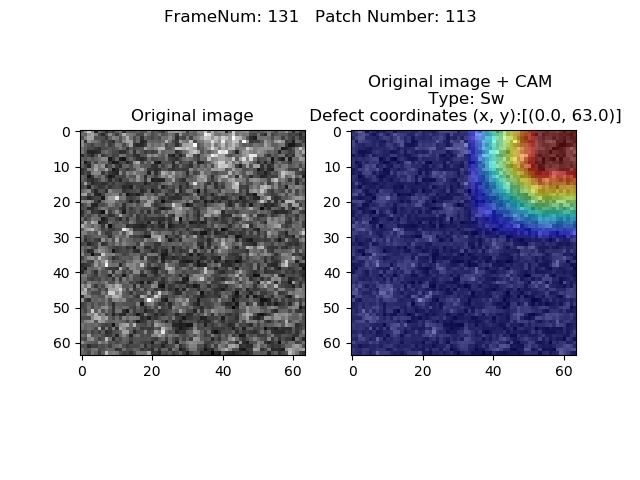 FrameNum: 131   Patch Number: 113
Original image
0
10
20
30
40
50
60
0 20 40 60
Original image + CAM
Type: Sw
Defect coordinates (x, y):[(0.0, 63.0)]
0
10
20
30
40
50
60
0 20 40 60